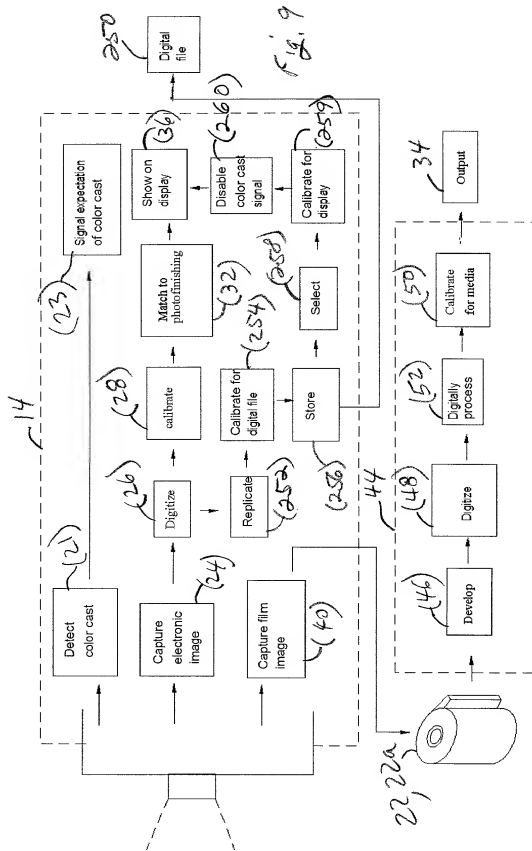 14
250
Digital
file
Fig. 9
(23)
Signal expectation
of color cast
(21)
Detect
color cast
Capture
electronic
image
(24)
Digitize
(26)
calibrate
(28)
Match to
photofinishing
(32)
Show on
display
(36)
Disable
color cast
signal
(260)
Replicate
(252)
Calibrate for
digital file
(254)
Store
(256)
Select
(258)
Calibrate for
display
(259)
Capture film
image
(40)
22, 22a
44
Develop
(46)
Digitze
(48)
Digitally
process
(52)
Calibrate
for media
(50)
Output
34